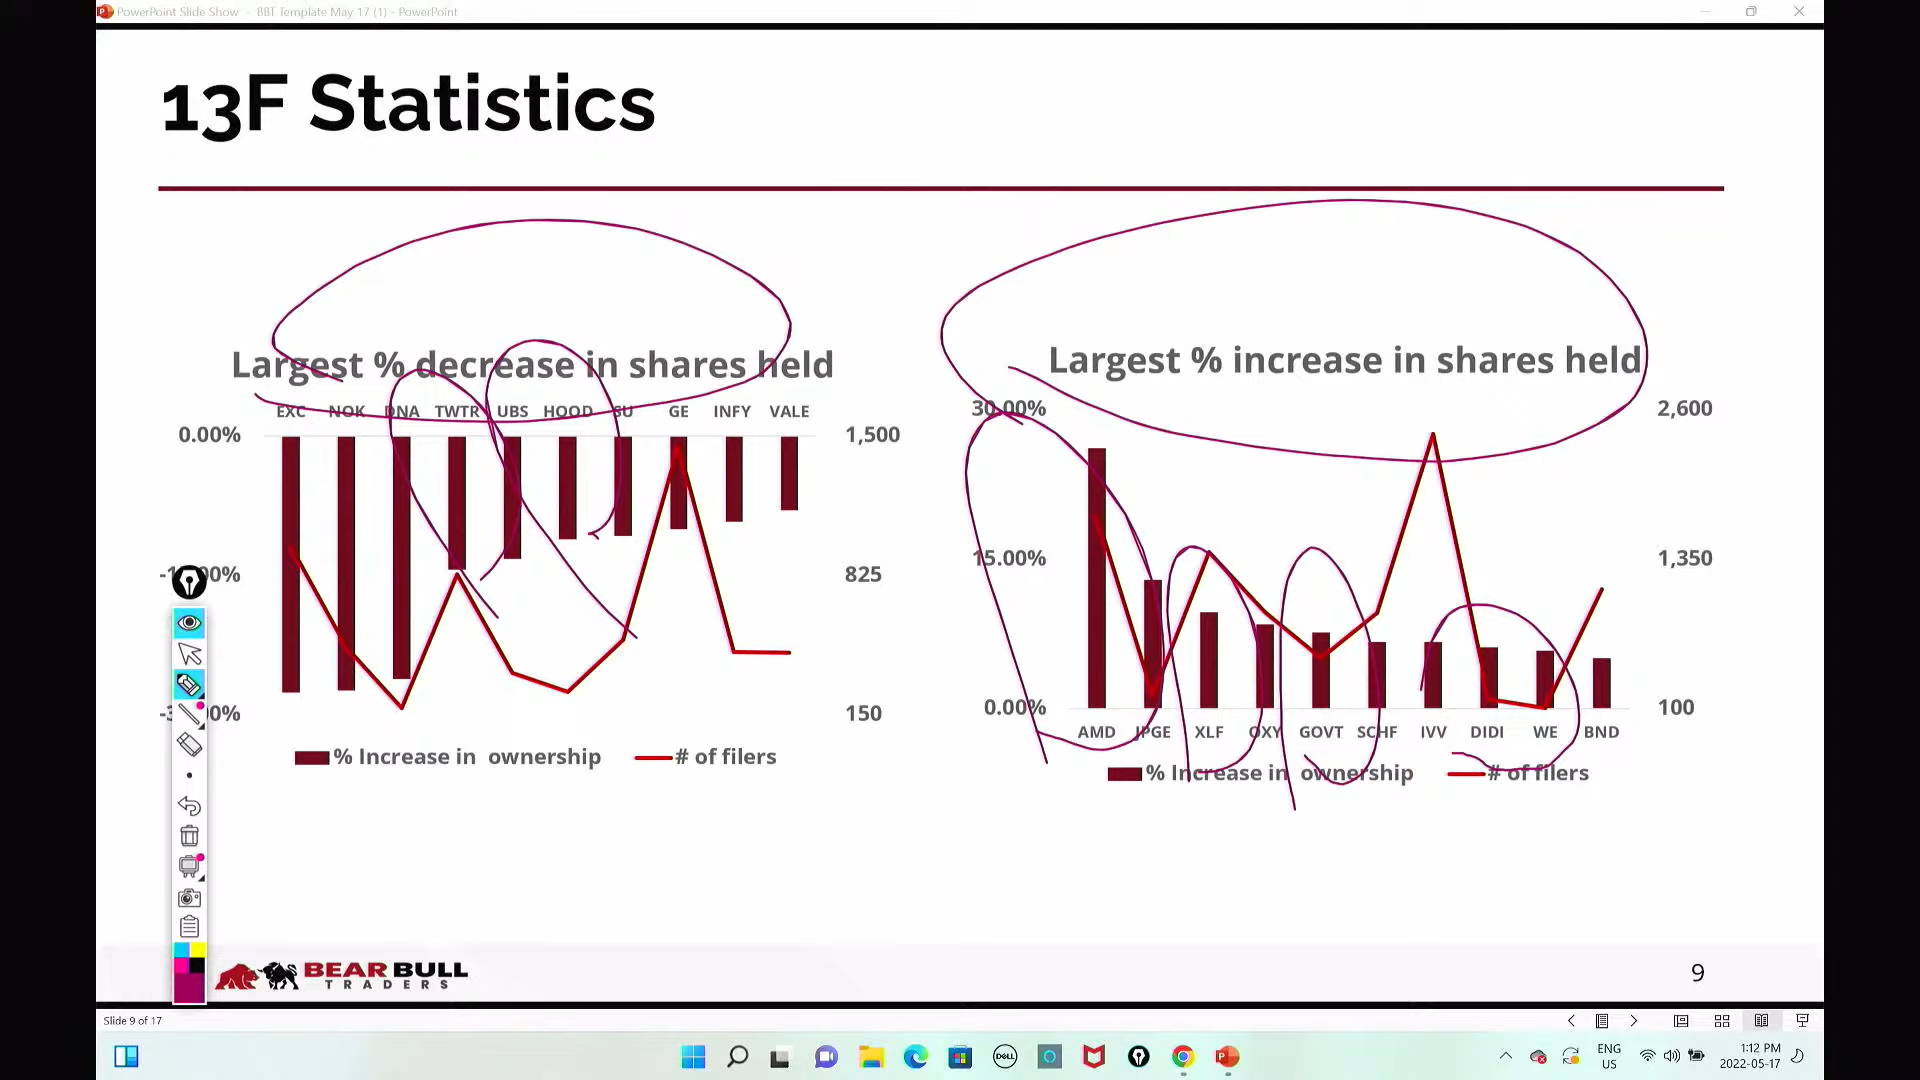 PowerPoint Slide Show - BBT Template May 17 (1) - PowerPoint
13F Statistics
Largest % decrease in shares held
EXC NOK DNA TWTR UBS HOOD SU GE INFY VALE
0.00%
1,500
825
150
% Increase in ownership
# of filers
Largest % increase in shares held
30.00%
2,600
15.00%
1,350
0.00%
100
AMD JPGE XLF OXY GOVT SCHF IVV DIDI WE BND
% Increase in ownership
# of filers
BEAR BULL
TRADERS
9
Slide 9 of 17
DELL
ENG
US
1:12 PM
2022-05-17